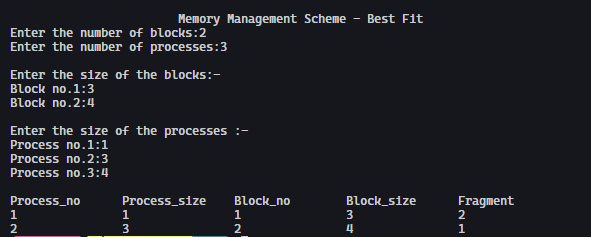 Memory Management Scheme - Best Fit
Enter the number of blocks:2
Enter the number of processes:3
Enter the size of the blocks:-
Block no.1:3
Block no.2:4
Enter the size of the processes :-
Process no.1:1
Process no.2:3
Process no.3:4
Process_no Process_size Block_no Block_size Fragment
1 1 1 3 2
2 3 2 4 1